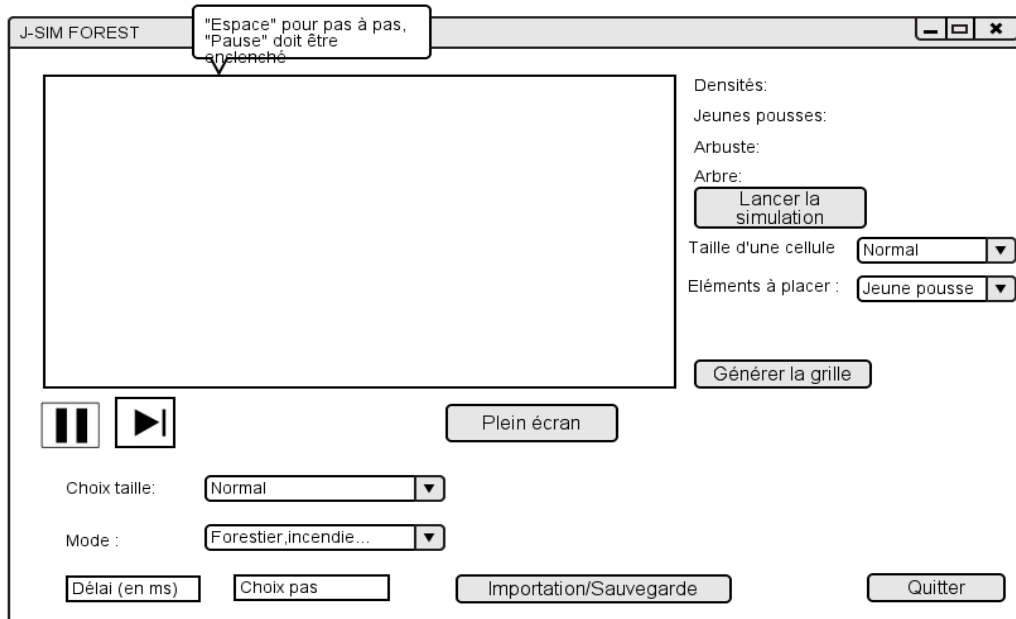 J-SIM FOREST
"Espace" pour pas à pas,
"Pause" doit être
enclenché
Densités:
Jeunes pousses:
Arbuste:
Arbre:
Lancer la
simulation
Taille d'une cellule
Normal
Eléments à placer :
Jeune pousse
Générer la grille
Plein écran
Choix taille:
Normal
Mode :
Forestier,incendie...
Délai (en ms)
Choix pas
Importation/Sauvegarde
Quitter